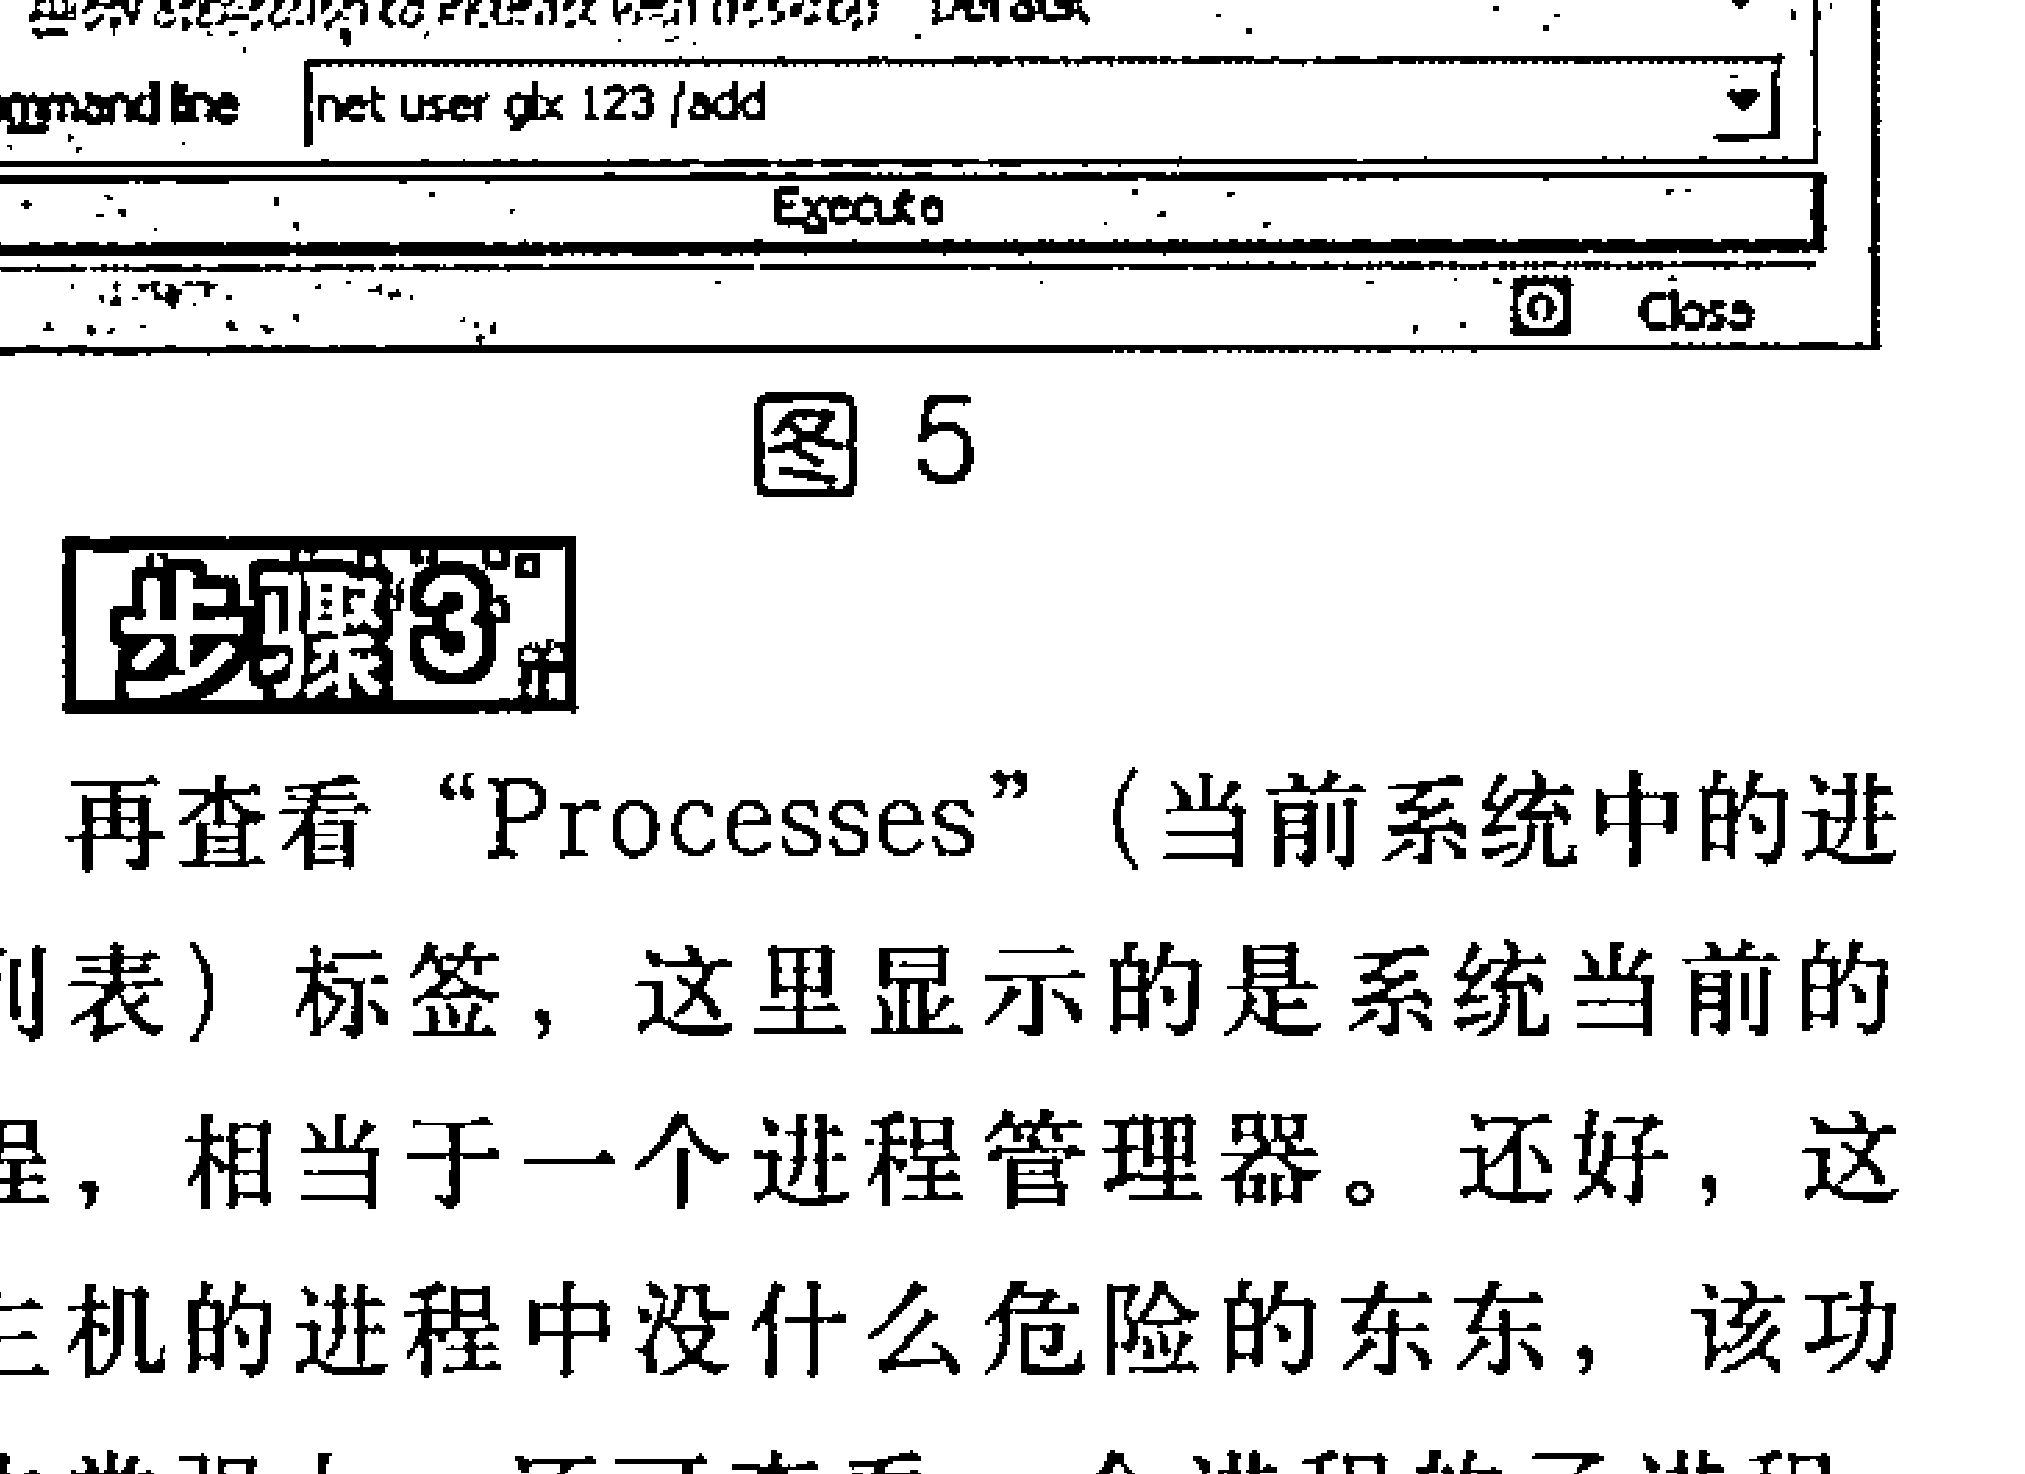 net user glx 123 /add
Execute
Close
图 5
步骤3
再查看“Processes”（当前系统中的进
列表）标签，这里显示的是系统当前的
程，相当于一个进程管理器。还好，这
主机的进程中没什么危险的东东，该功